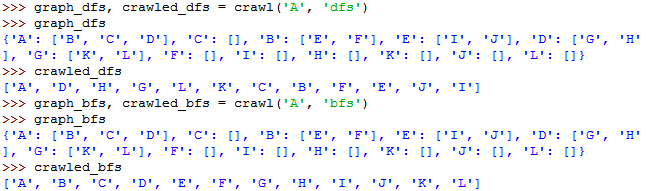 >>> graph_dfs, crawled_dfs = crawl('A', 'dfs')
>>> graph_dfs
{'A': ['B', 'C', 'D'], 'C': [], 'B': ['E', 'F'], 'E': ['I', 'J'], 'D': ['G', 'H'
], 'G': ['K', 'L'], 'F': [], 'I': [], 'H': [], 'K': [], 'J': [], 'L': []}
>>> crawled_dfs
['A', 'D', 'H', 'G', 'L', 'K', 'C', 'B', 'F', 'E', 'J', 'I']
>>> graph_bfs, crawled_bfs = crawl('A', 'bfs')
>>> graph_bfs
{'A': ['B', 'C', 'D'], 'C': [], 'B': ['E', 'F'], 'E': ['I', 'J'], 'D': ['G', 'H'
], 'G': ['K', 'L'], 'F': [], 'I': [], 'H': [], 'K': [], 'J': [], 'L': []}
>>> crawled_bfs
['A', 'B', 'C', 'D', 'E', 'F', 'G', 'H', 'I', 'J', 'K', 'L']